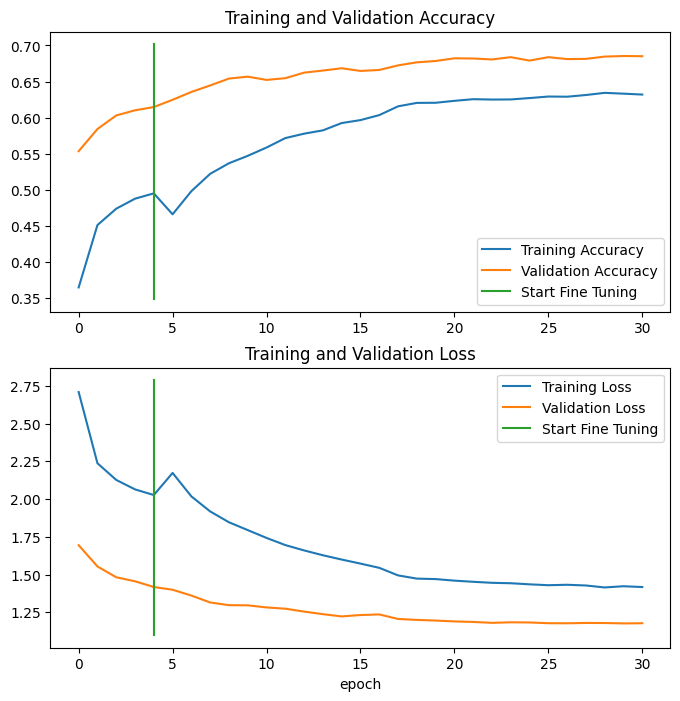 Training and Validation Accuracy
0.70
0.65
0.60
0.55
0.50
0.45
0.40
0.35
Training Accuracy
Validation Accuracy
Start Fine Tuning
0 5 10 15 20 25 30
Training and Validation Loss
2.75
2.50
2.25
2.00
1.75
1.50
1.25
Training Loss
Validation Loss
Start Fine Tuning
0 5 10 15 20 25 30
epoch